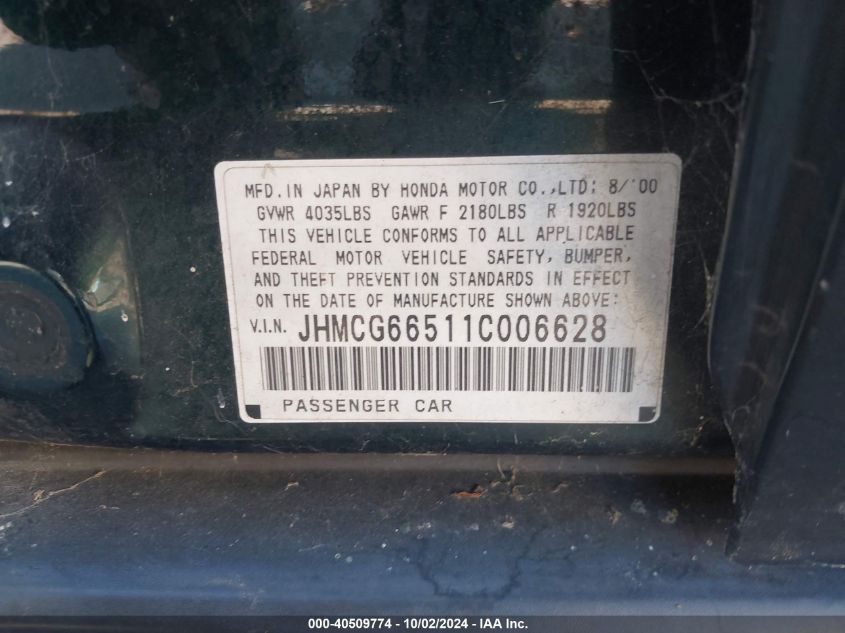 MFD. IN JAPAN BY HONDA MOTOR CO.,LTD: 8/'00
GVWR 4035LBS GAWR F 2180LBS R 1920LBS
THIS VEHICLE CONFORMS TO ALL APPLICABLE
FEDERAL MOTOR VEHICLE SAFETY, BUMPER,
AND THEFT PREVENTION STANDARDS IN EFFECT
ON THE DATE OF MANUFACTURE SHOWN ABOVE:
V.I.N. JHMCG66511C006628
PASSENGER CAR
000-40509774 - 10/02/2024 - IAA Inc.